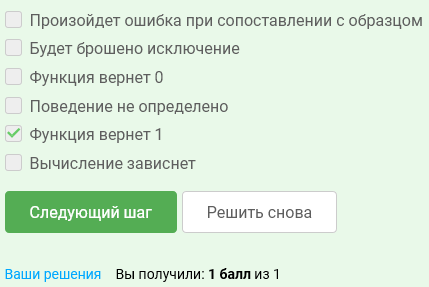 Произойдет ошибка при сопоставлении с образцом
Будет брошено исключение
Функция вернет 0
Поведение не определено
Функция вернет 1
Вычисление зависнет
Следующий шаг
Решить снова
Ваши решения Вы получили: 1 балл из 1